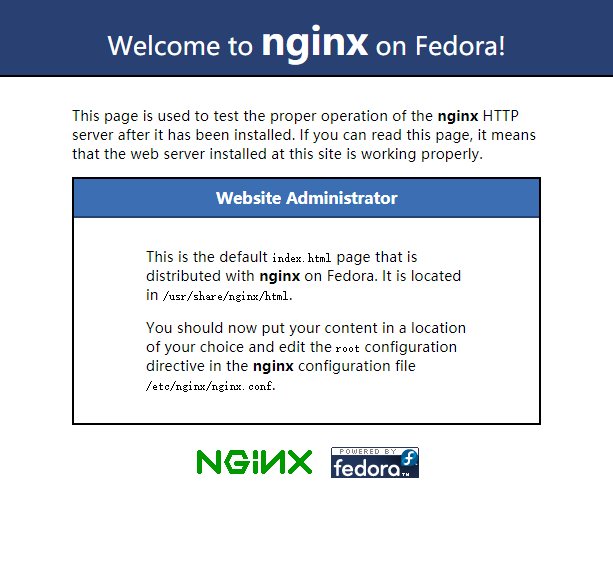 Welcome to nginx on Fedora!
This page is used to test the proper operation of the nginx HTTP
server after it has been installed. If you can read this page, it means
that the web server installed at this site is working properly.
Website Administrator
This is the default index.html page that is
distributed with nginx on Fedora. It is located
in /usr/share/nginx/html.
You should now put your content in a location
of your choice and edit the root configuration
directive in the nginx configuration file
/etc/nginx/nginx.conf.
NGINX
POWERED BY
fedora™